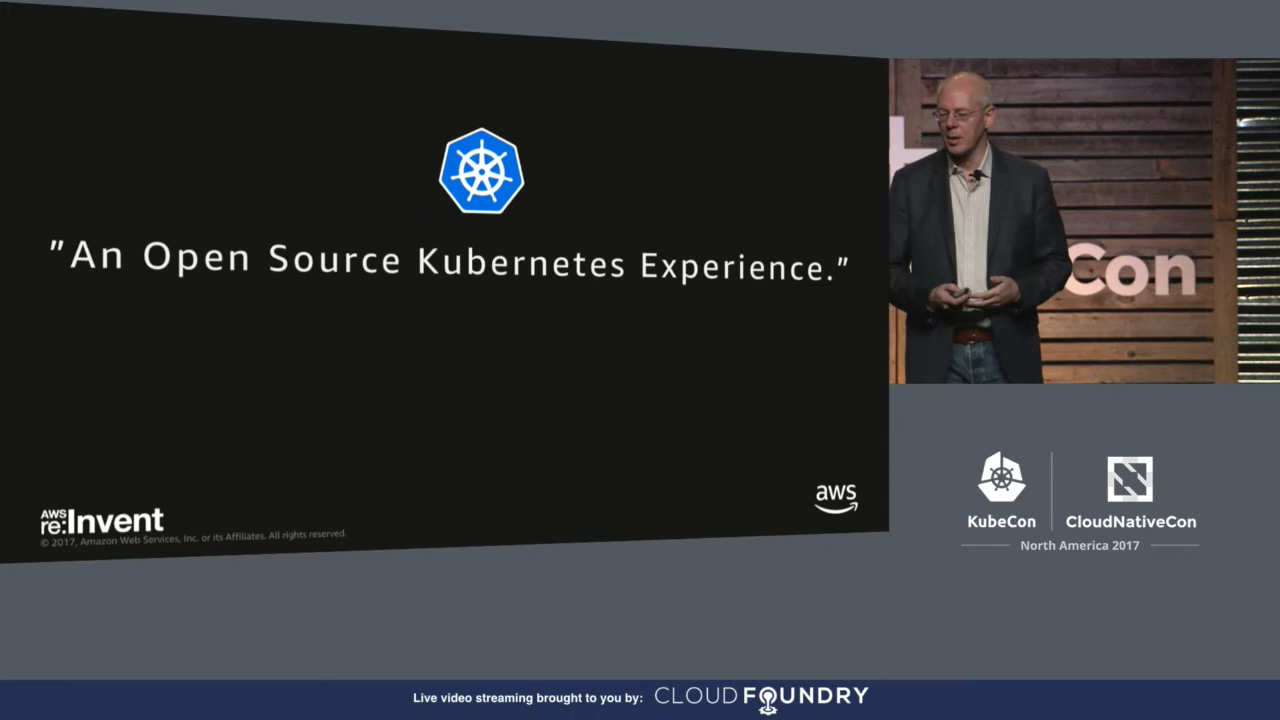 "An Open Source Kubernetes Experience."
aws
AWS
re:Invent
© 2017, Amazon Web Services, Inc. or its Affiliates. All rights reserved.
Con
KubeCon
CloudNativeCon
North America 2017
Live video streaming brought to you by: CLOUD FOUNDRY